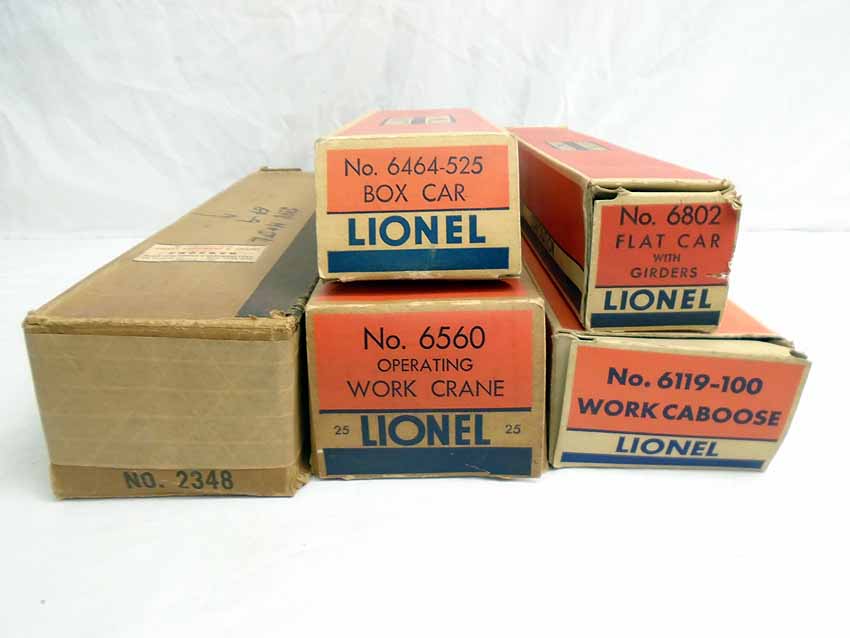 No. 6464-525
BOX CAR
LIONEL
No. 6802
FLAT CAR
WITH
GIRDERS
LIONEL
No. 6560
OPERATING
WORK CRANE
25 LIONEL 25
No. 6119-100
WORK CABOOSE
LIONEL
NO. 2348